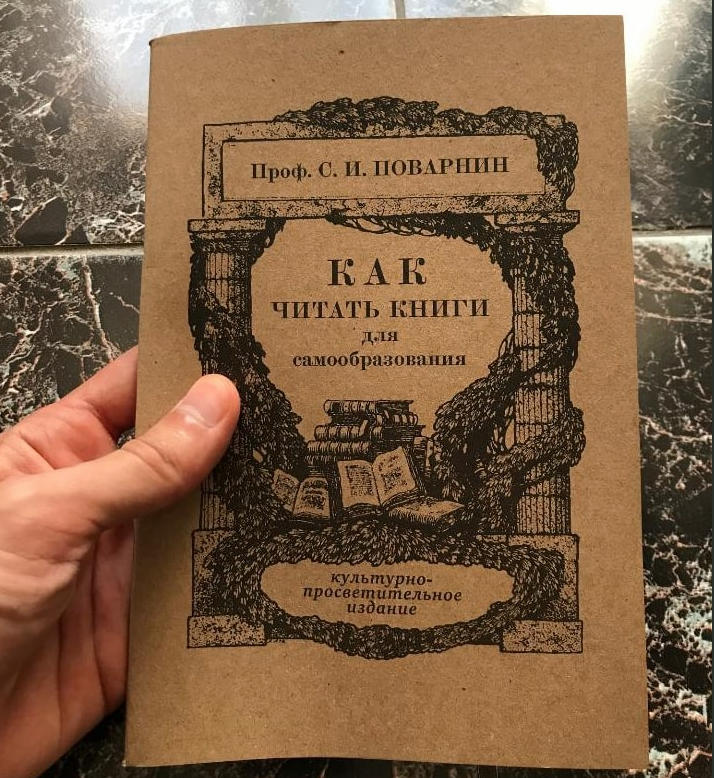 Проф. С. И. ПОВАРНИН
КАК
ЧИТАТЬ КНИГИ
для
самообразования
культурно-
просветительное
издание